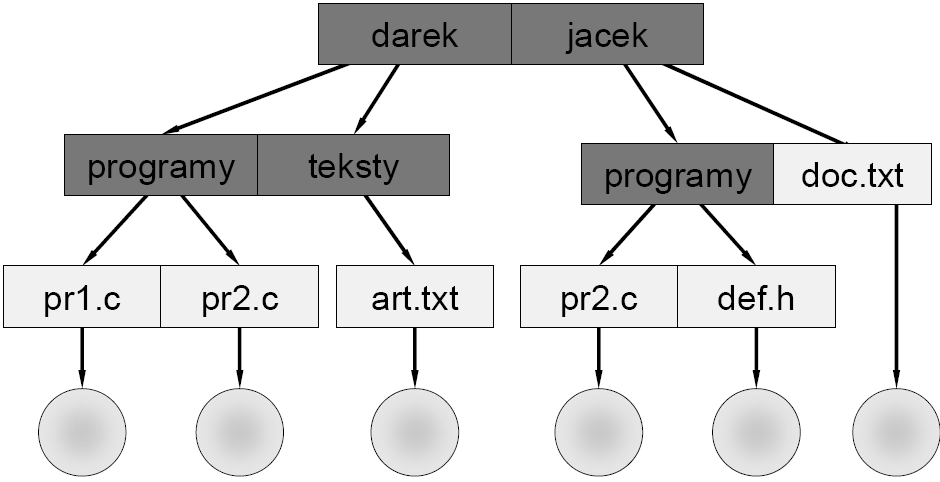 darek jacek
programy teksty programy doc.txt
pr1.c pr2.c art.txt pr2.c def.h